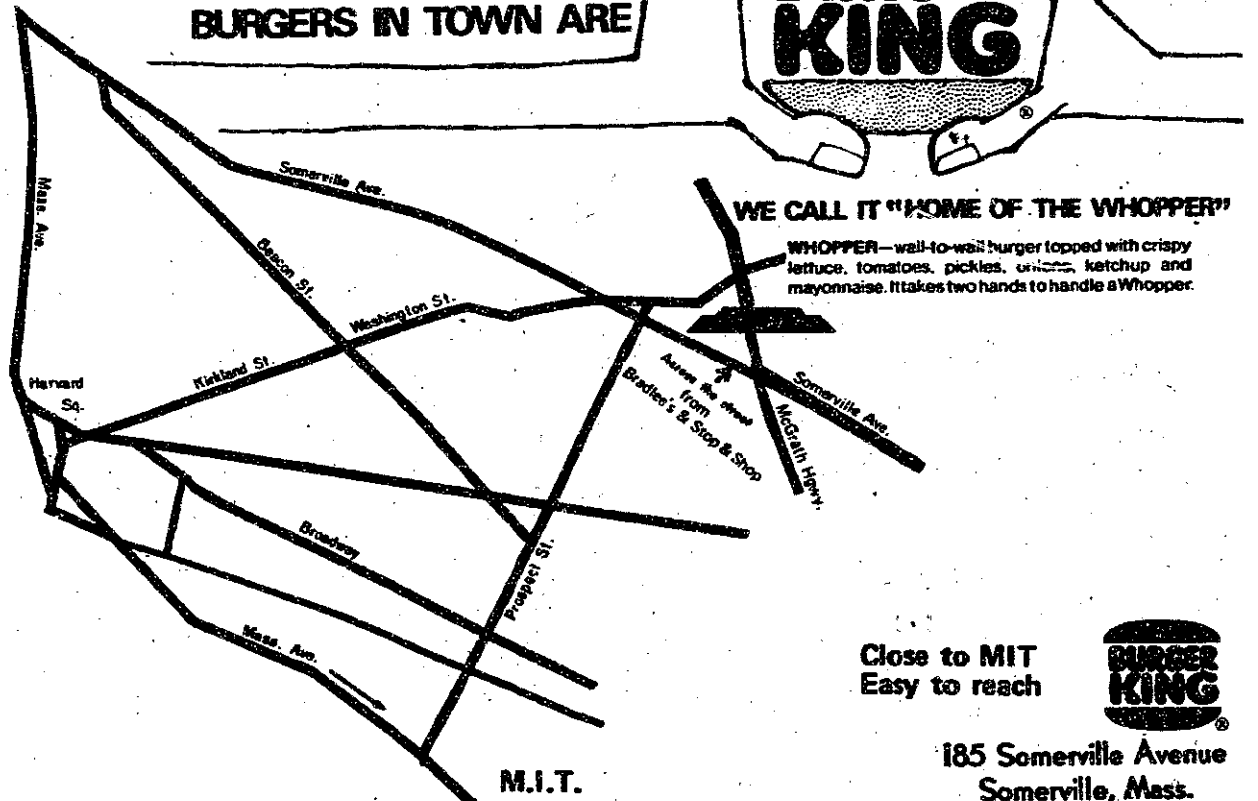 BURGERS IN TOWN ARE
KING
®
Somerville Ave.
Mass. Ave.
WE CALL IT "HOME OF THE WHOPPER"
WHOPPER—wall-to-wall burger topped with crispy
lettuce, tomatoes, pickles, onions, ketchup and
mayonnaise. It takes two hands to handle a Whopper.
Beacon St.
Washington St.
Kirkland St.
Harvard
Sq.
Across the street
from
Bradlee's & Stop & Shop
Somerville Ave.
McGrath Hgwy.
Broadway
Prospect St.
Mass. Ave.
M.I.T.
Close to MIT
Easy to reach
BURGER
KING
®
185 Somerville Avenue
Somerville, Mass.